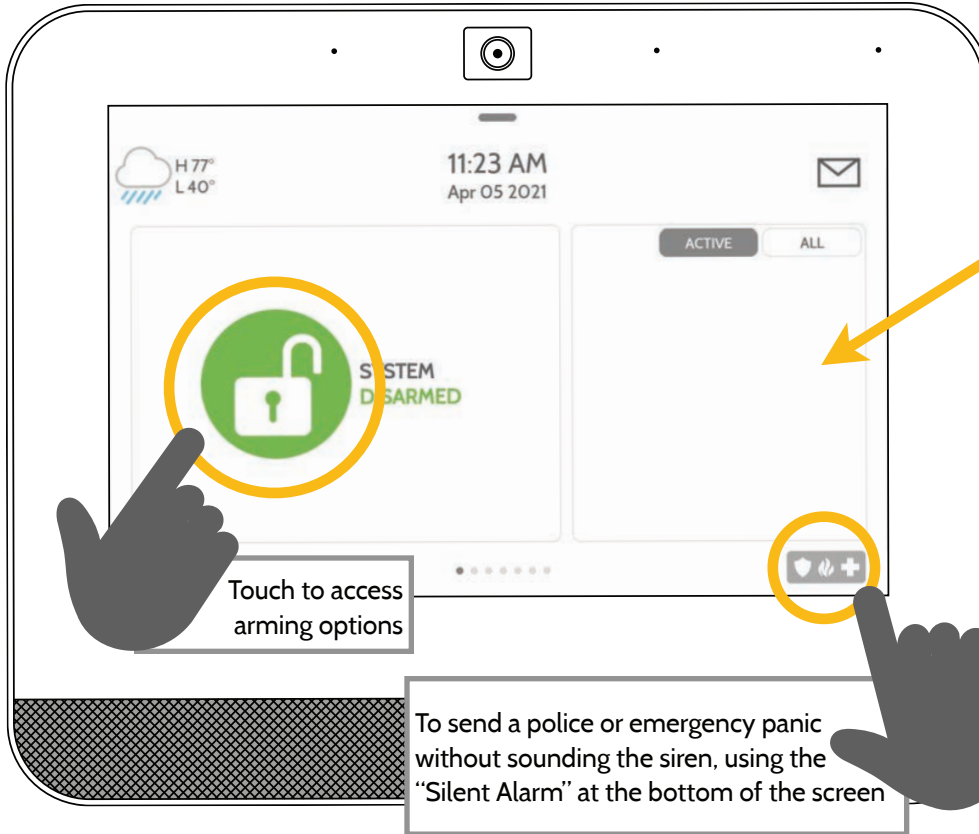 H 77°
L 40°
11:23 AM
Apr 05 2021
ACTIVE ALL
SYSTEM
DISARMED
Touch to access
arming options
To send a police or emergency panic
without sounding the siren, using the
“Silent Alarm” at the bottom of the screen